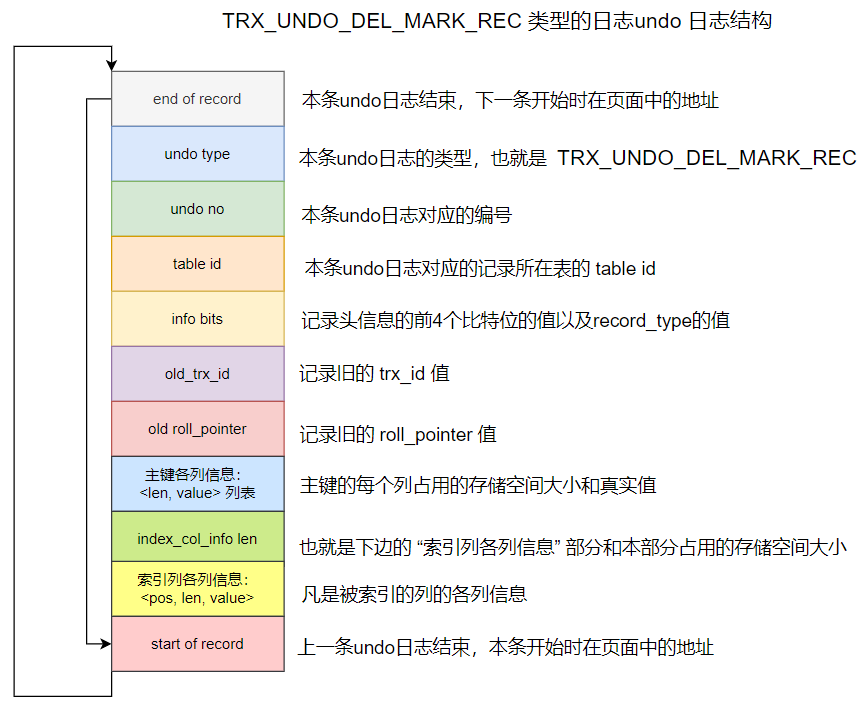 TRX_UNDO_DEL_MARK_REC 类型的日志undo 日志结构
end of record
本条undo日志结束，下一条开始时在页面中的地址
undo type
本条undo日志的类型，也就是 TRX_UNDO_DEL_MARK_REC
undo no
本条undo日志对应的编号
table id
本条undo日志对应的记录所在表的 table id
info bits
记录头信息的前4个比特位的值以及record_type的值
old_trx_id
记录旧的 trx_id 值
old roll_pointer
记录旧的 roll_pointer 值
主键各列信息：
<len, value> 列表
主键的每个列占用的存储空间大小和真实值
index_col_info len
也就是下边的 “索引列各列信息” 部分和本部分占用的存储空间大小
索引列各列信息：
<pos, len, value>
凡是被索引的列的各列信息
start of record
上一条undo日志结束，本条开始时在页面中的地址